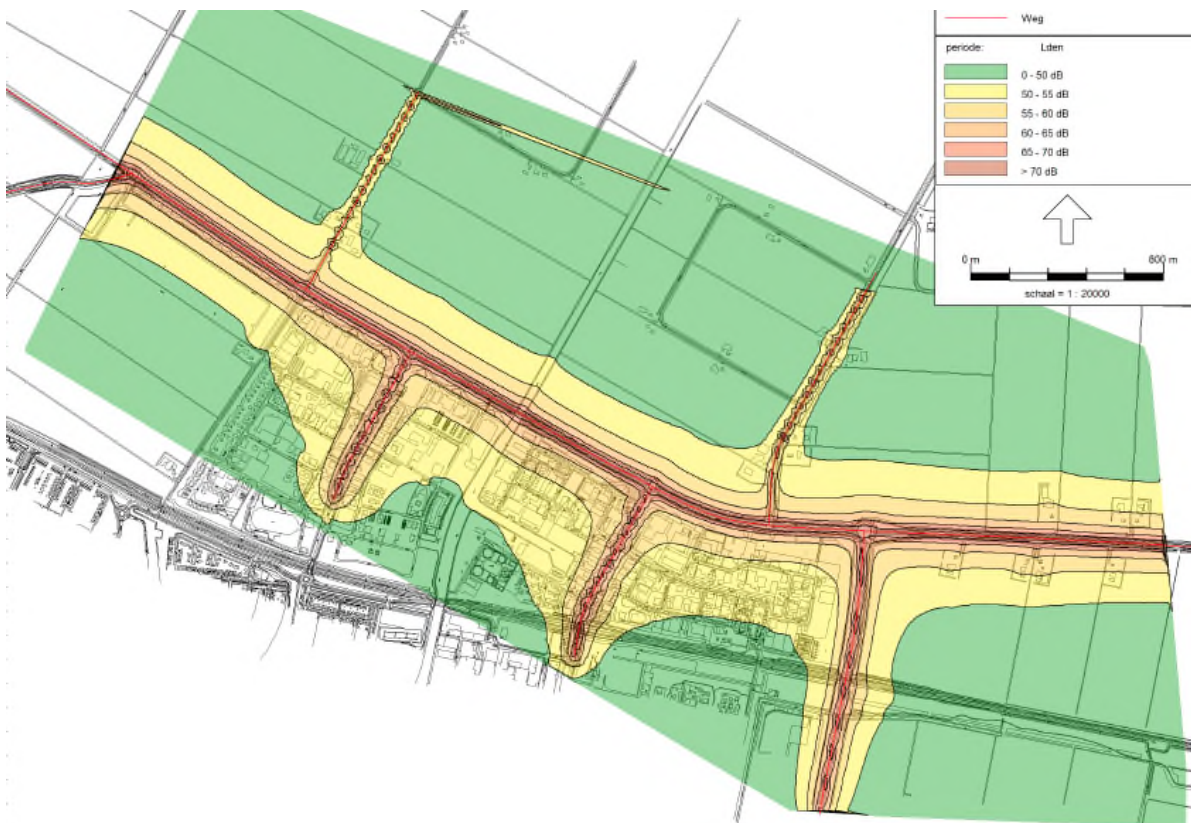 Weg
periode: Lden
0 - 50 dB
50 - 55 dB
55 - 60 dB
60 - 65 dB
65 - 70 dB
> 70 dB
0 m 800 m
schaal = 1 : 20000